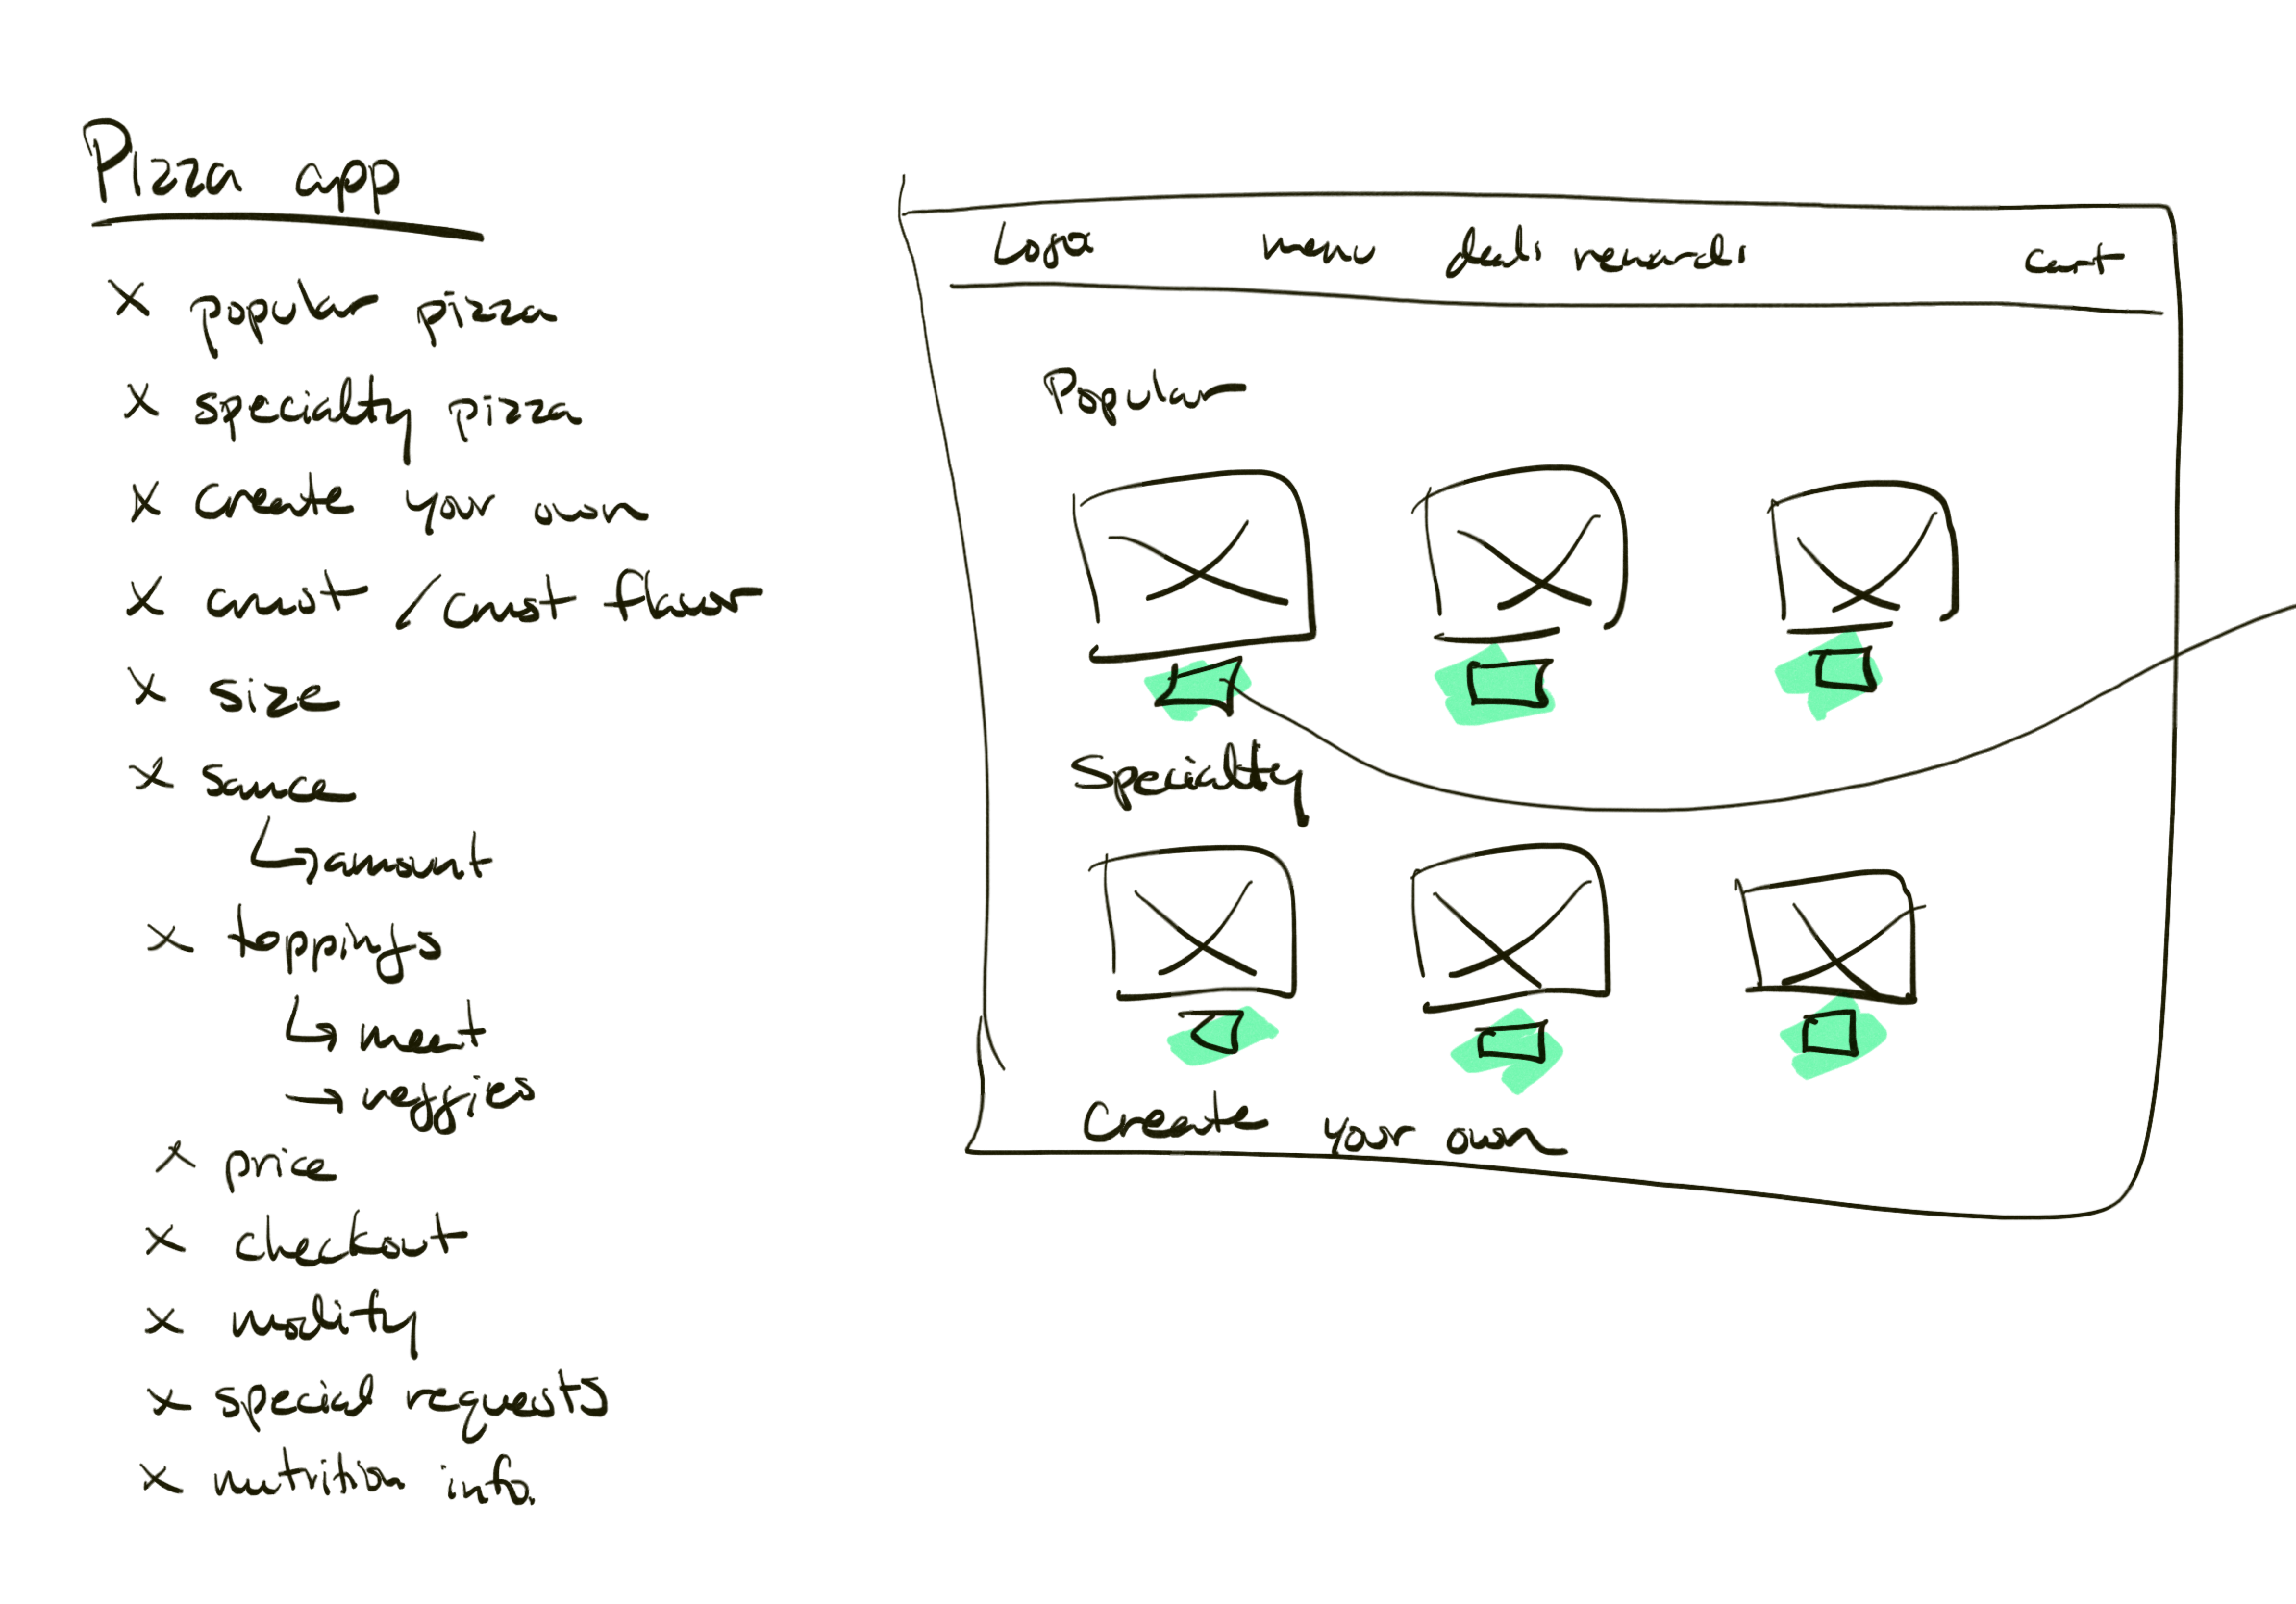 Pizza app
x popular pizza
x specialty pizza
x create your own
x crust / crust flavor
x size
x sauce
↳ amount
x toppings
↳ meat
→ veggies
x price
x checkout
x modify
x special requests
x nutrition info.
Logo menu deals rewards cart
Popular
Specialty
Create your own